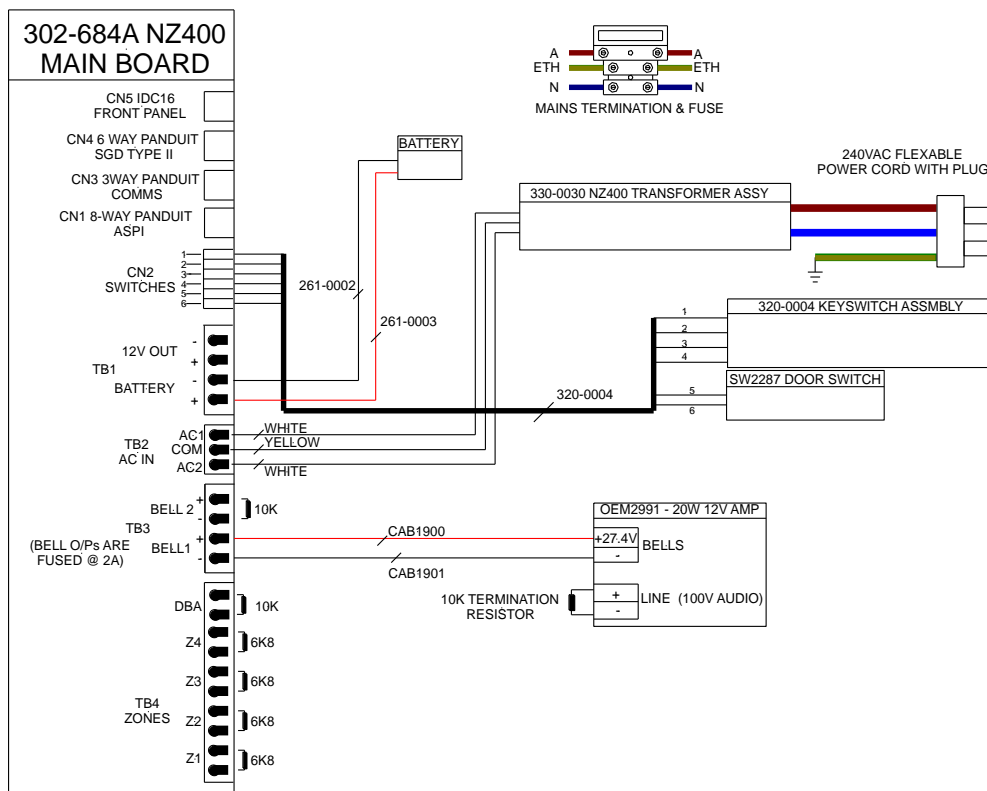 302-684A NZ400
MAIN BOARD
CN5 IDC16
FRONT PANEL
CN4 6 WAY PANDUIT
SGD TYPE II
CN3 3WAY PANDUIT
COMMS
CN1 8-WAY PANDUIT
ASPI
CN2
SWITCHES
1
2
3
4
5
6
-
12V OUT
+
TB1
-
BATTERY
+
TB2
AC IN
AC1
COM
AC2
WHITE
YELLOW
WHITE
+
BELL 2
-
10K
TB3
(BELL O/Ps ARE
FUSED @ 2A)
+
BELL1
-
DBA
10K
Z4
6K8
Z3
6K8
TB4
ZONES
Z2
6K8
Z1
6K8
BATTERY
261-0002
261-0003
320-0004
CAB1900
CAB1901
A
A
ETH
ETH
N
N
MAINS TERMINATION & FUSE
240VAC FLEXABLE
POWER CORD WITH PLUG
330-0030 NZ400 TRANSFORMER ASSY
320-0004 KEYSWITCH ASSMBLY
1
2
3
4
SW2287 DOOR SWITCH
5
6
OEM2991 - 20W 12V AMP
+27.4V
-
BELLS
10K TERMINATION
RESISTOR
+
-
LINE (100V AUDIO)